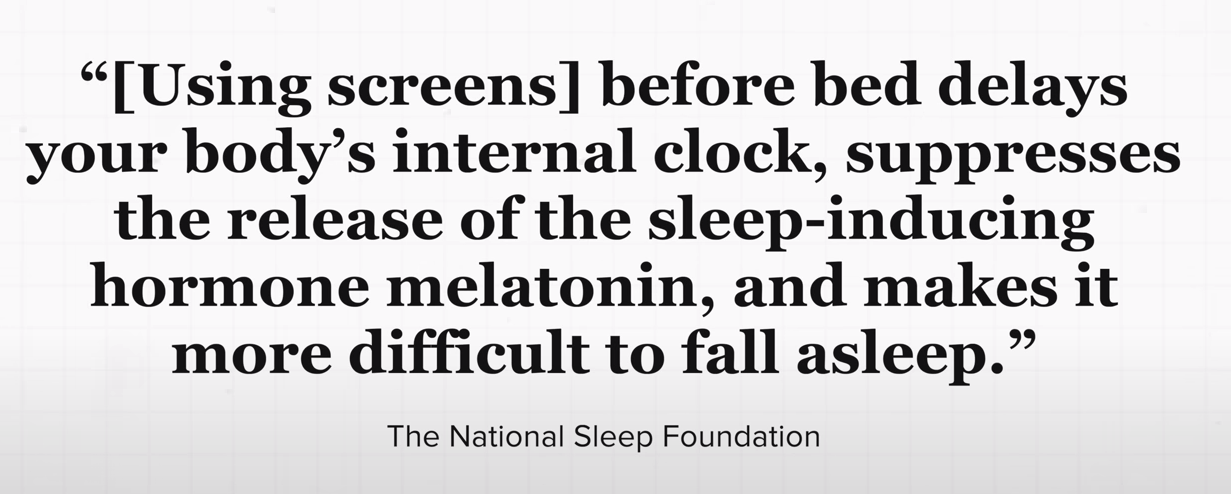 “[Using screens] before bed delays
your body’s internal clock, suppresses
the release of the sleep-inducing
hormone melatonin, and makes it
more difficult to fall asleep.”
The National Sleep Foundation